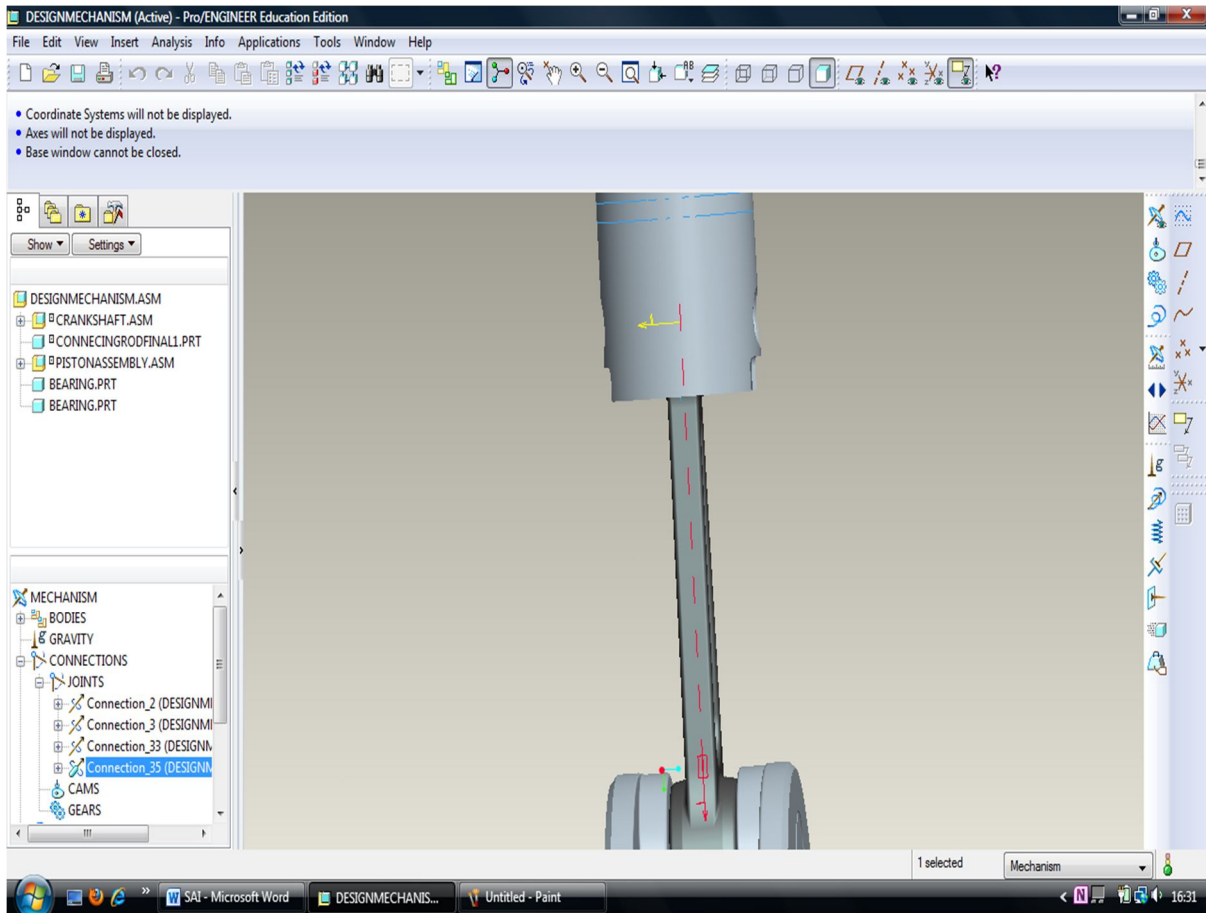 DESIGNMECHANISM (Active) - Pro/ENGINEER Education Edition
File Edit View Insert Analysis Info Applications Tools Window Help
• Coordinate Systems will not be displayed.
• Axes will not be displayed.
• Base window cannot be closed.
Show Settings
DESIGNMECHANISM.ASM
CRANKSHAFT.ASM
CONNECINGRODFINAL1.PRT
PISTONASSEMBLY.ASM
BEARING.PRT
BEARING.PRT
MECHANISM
BODIES
GRAVITY
CONNECTIONS
JOINTS
Connection_2 (DESIGNMI
Connection_3 (DESIGNMI
Connection_33 (DESIGNM
Connection_35 (DESIGNM
CAMS
GEARS
1 selected Mechanism
SAI - Microsoft Word DESIGNMECHANIS... Untitled - Paint 16:31